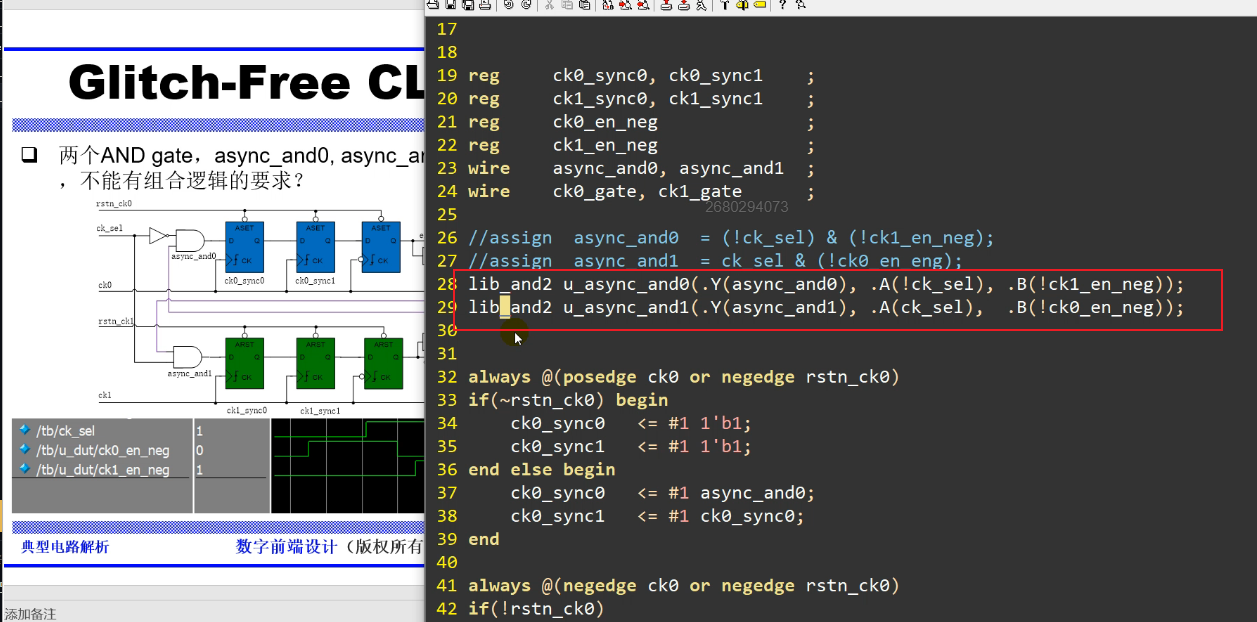 Glitch-Free CL
❑ 两个AND gate，async_and0, async_an
，不能有组合逻辑的要求？
rstn_ck0
ck_sel
ASET
ASET
ASET
D Q
D Q
D Q
CK
CK
CK
async_and0
ck0_sync0
ck0_sync1
ck0
rstn_ck1
ARST
ARST
ARST
D Q
D Q
D Q
CK
CK
CK
async_and1
ck1
ck1_sync0
ck1_sync1
/tb/ck_sel 1
/tb/u_dut/ck0_en_neg 0
/tb/u_dut/ck1_en_neg 1
典型电路解析
数字前端设计（版权所有
添加备注
17
18
19 reg ck0_sync0, ck0_sync1 ;
20 reg ck1_sync0, ck1_sync1 ;
21 reg ck0_en_neg ;
22 reg ck1_en_neg ;
23 wire async_and0, async_and1 ;
24 wire ck0_gate, ck1_gate ;
2680294073
25
26 //assign async_and0 = (!ck_sel) & (!ck1_en_neg);
27 //assign async_and1 = ck_sel & (!ck0_en_eng);
28 lib_and2 u_async_and0(.Y(async_and0), .A(!ck_sel), .B(!ck1_en_neg));
29 lib_and2 u_async_and1(.Y(async_and1), .A(ck_sel), .B(!ck0_en_neg));
30
31
32 always @(posedge ck0 or negedge rstn_ck0)
33 if(~rstn_ck0) begin
34 ck0_sync0 <= #1 1'b1;
35 ck0_sync1 <= #1 1'b1;
36 end else begin
37 ck0_sync0 <= #1 async_and0;
38 ck0_sync1 <= #1 ck0_sync0;
39 end
40
41 always @(negedge ck0 or negedge rstn_ck0)
42 if(!rstn_ck0)